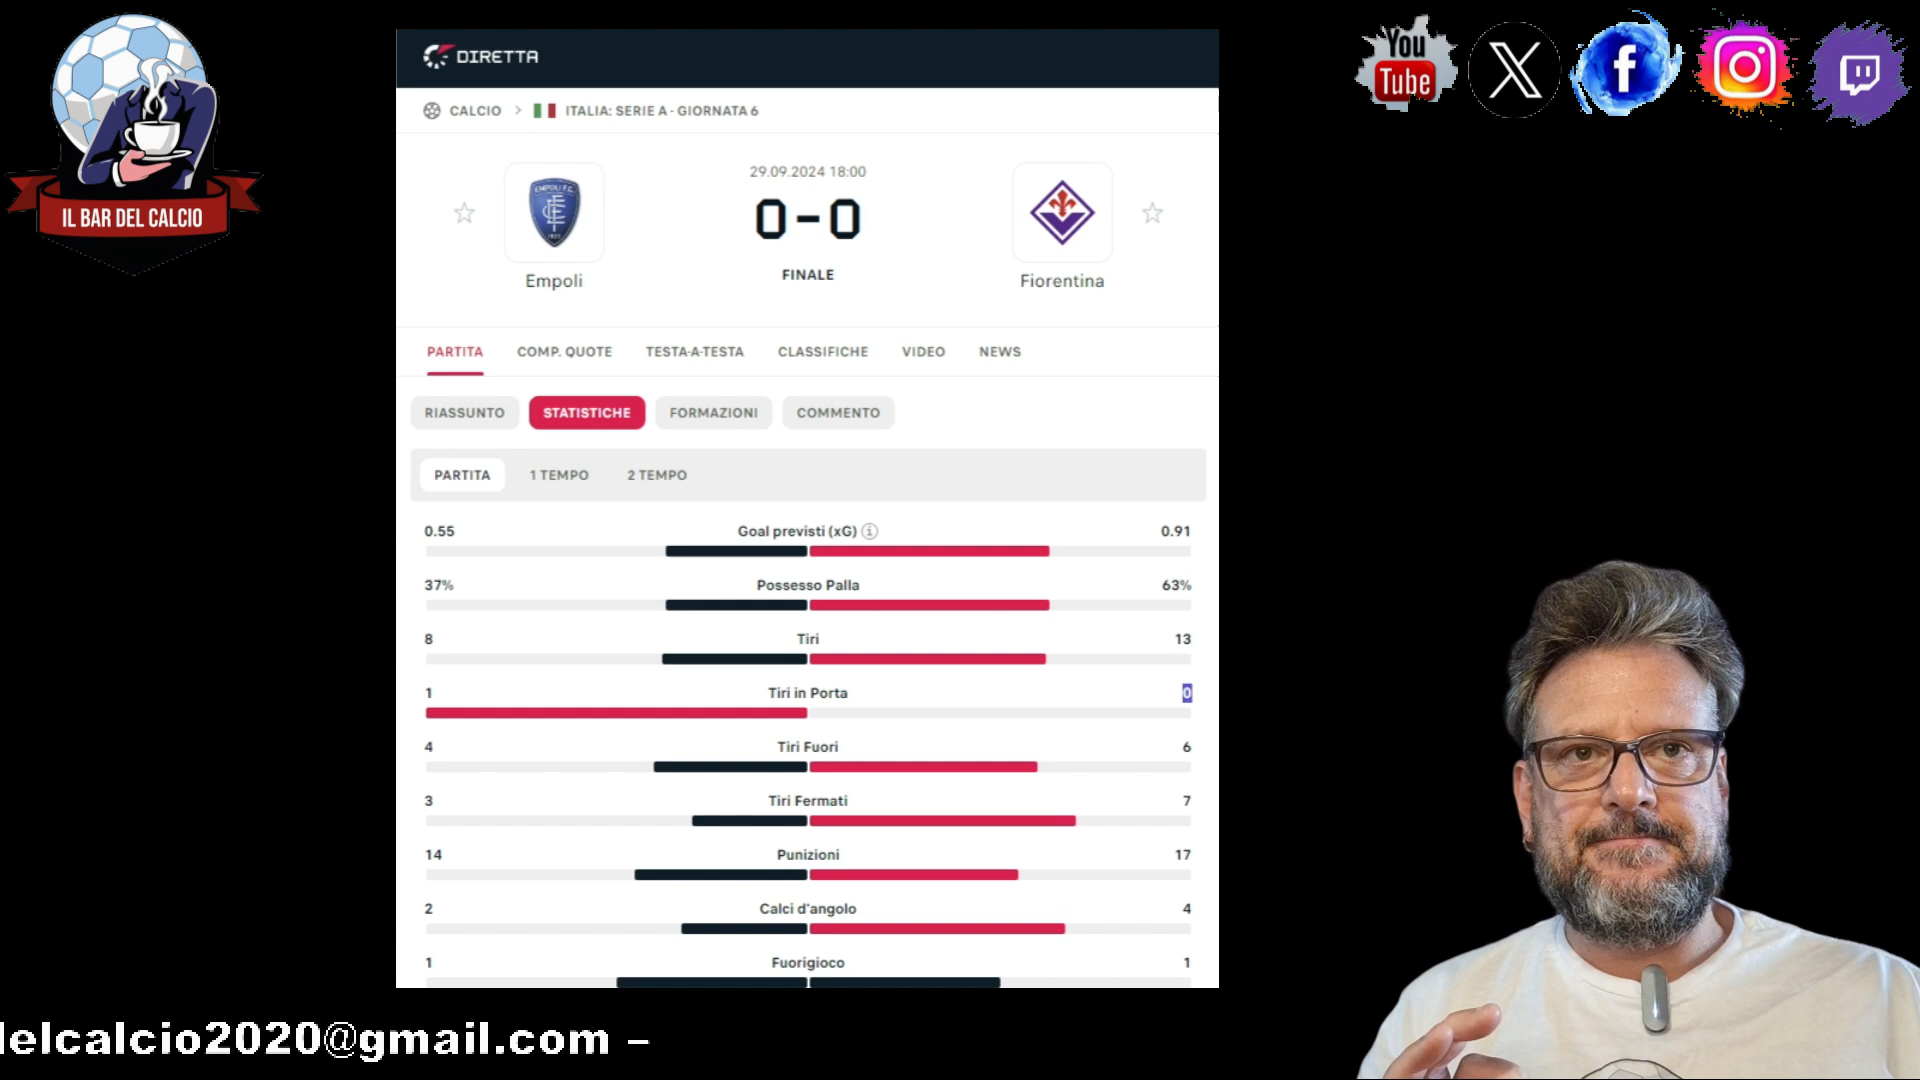 IL BAR DEL CALCIO
You
Tube
DIRETTA
CALCIO > ITALIA: SERIE A - GIORNATA 6
29.09.2024 18:00
0-0
FINALE
EMPOLI F.C.
Empoli
Fiorentina
PARTITA COMP. QUOTE TESTA-A-TESTA CLASSIFICHE VIDEO NEWS
RIASSUNTO STATISTICHE FORMAZIONI COMMENTO
PARTITA 1 TEMPO 2 TEMPO
0.55 Goal previsti (xG) 0.91
37% Possesso Palla 63%
8 Tiri 13
1 Tiri in Porta 0
4 Tiri Fuori 6
3 Tiri Fermati 7
14 Punizioni 17
2 Calci d'angolo 4
1 Fuorigioco 1
delcalcio2020@gmail.com –